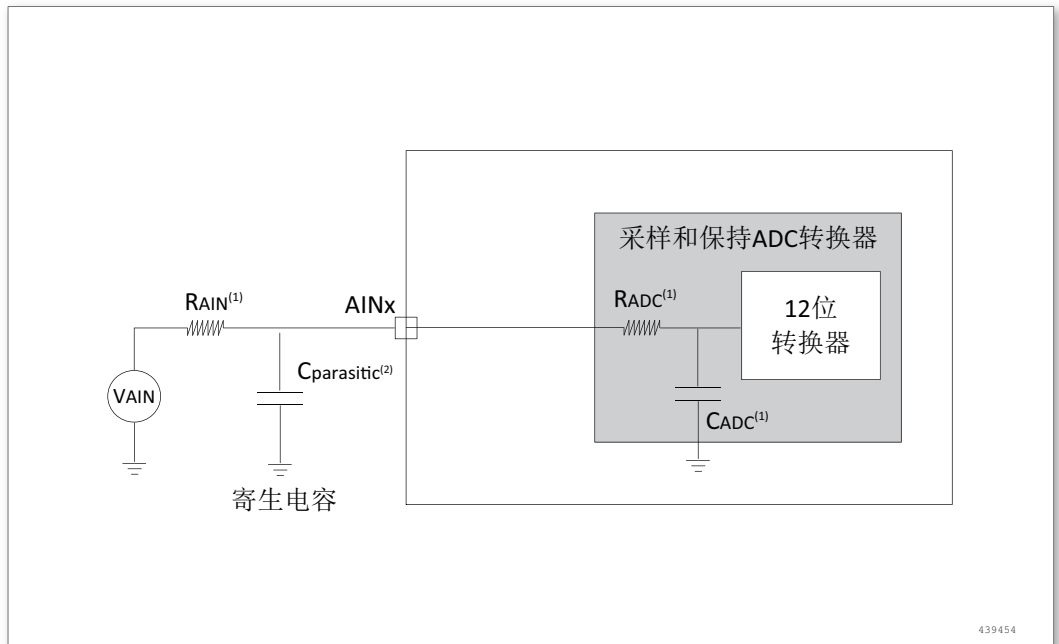 采样和保持ADC转换器
RAIN(1)
AINx
RADC(1)
12位
转换器
Cparasitic(2)
VAIN
CADC(1)
寄生电容
439454